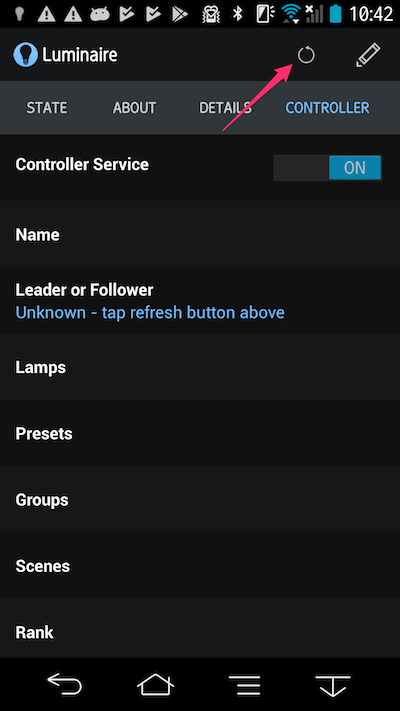 10:42
Luminaire
STATE ABOUT DETAILS CONTROLLER
Controller Service ON
Name
Leader or Follower
Unknown - tap refresh button above
Lamps
Presets
Groups
Scenes
Rank